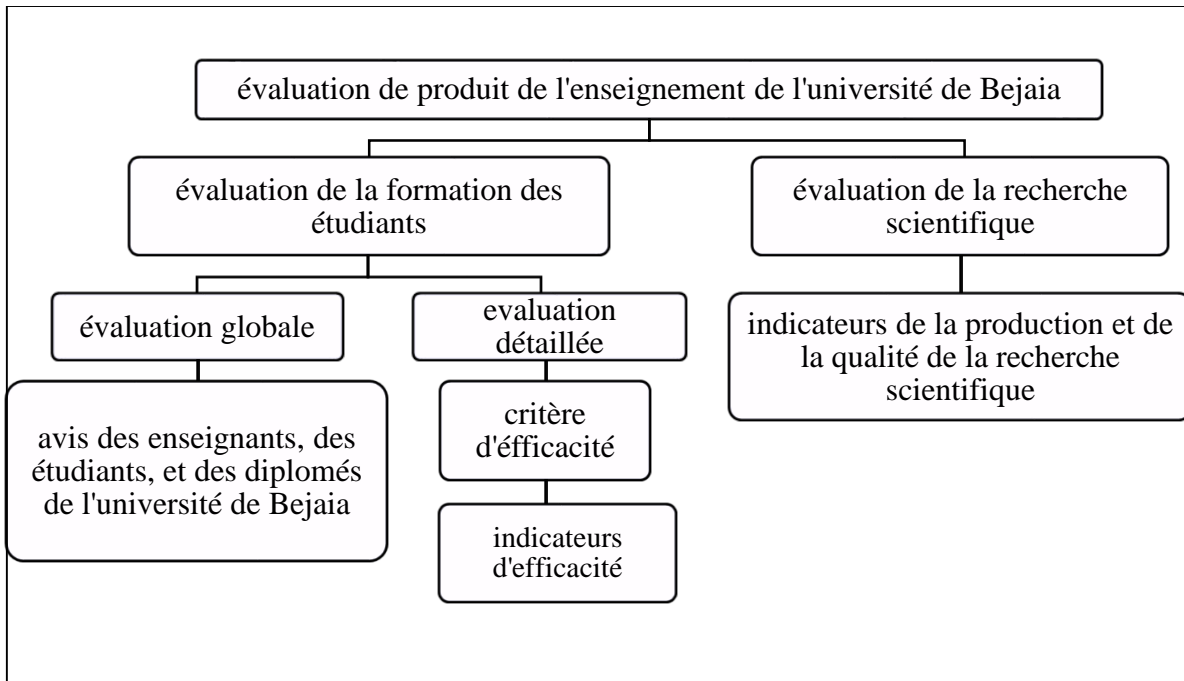 évaluation de produit de l'enseignement de l'université de Bejaia
évaluation de la formation des
étudiants
évaluation de la recherche
scientifique
évaluation globale
evaluation
détaillée
indicateurs de la production et de
la qualité de la recherche
scientifique
avis des enseignants, des
étudiants, et des diplomés
de l'université de Bejaia
critère
d'éfficacité
indicateurs
d'efficacité